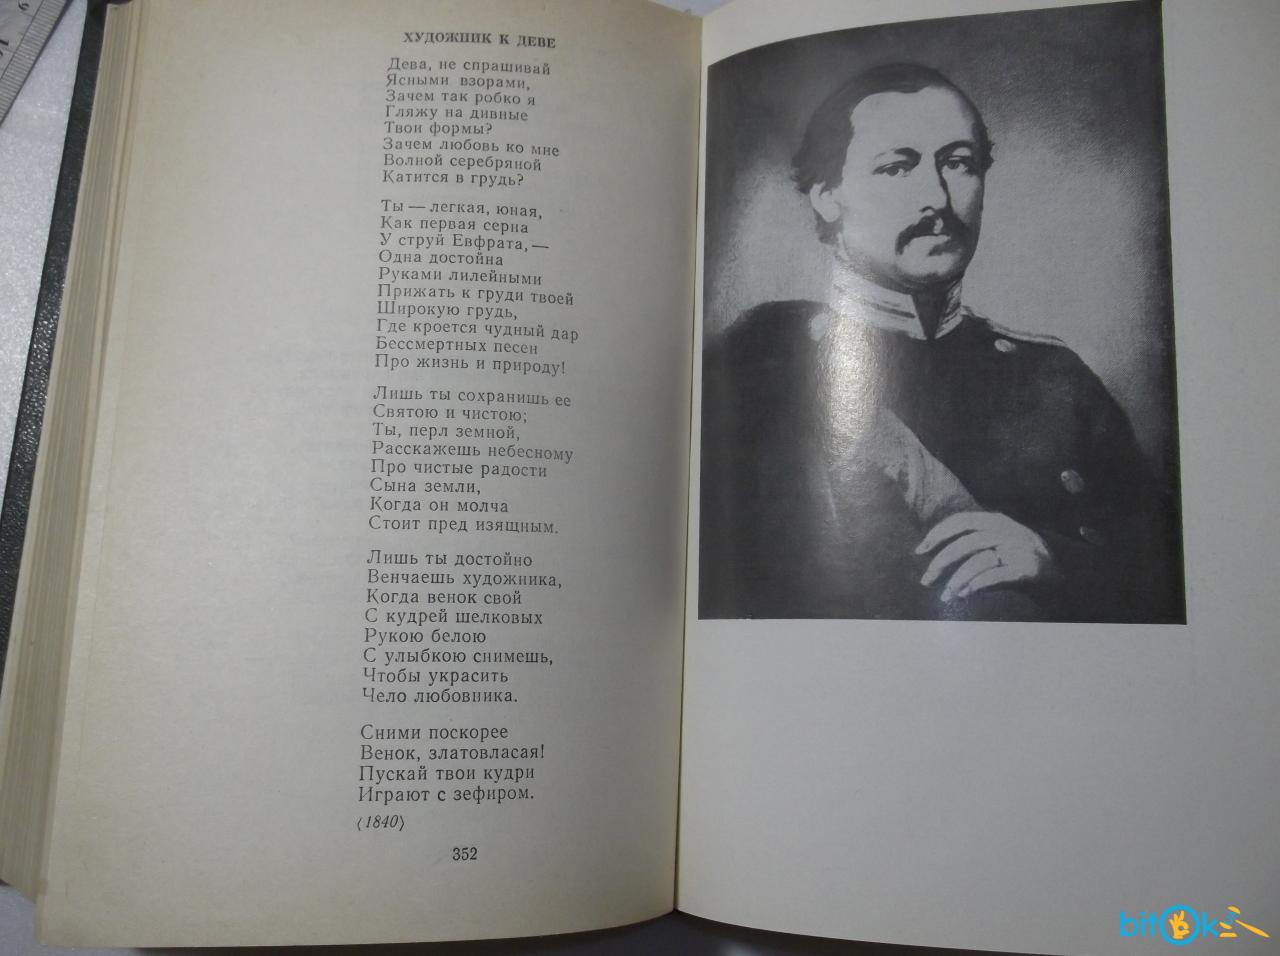 ХУДОЖНИК К ДЕВЕ
Дева, не спрашивай
Ясными взорами,
Зачем так робко я
Гляжу на дивные
Твои формы?
Зачем любовь ко мне
Волной серебряной
Катится в грудь?
Ты — легкая, юная,
Как первая серна
У струй Евфрата, —
Одна достойна
Руками лилейными
Прижать к груди твоей
Широкую грудь,
Где кроется чудный дар
Бессмертных песен
Про жизнь и природу!
Лишь ты сохранишь ее
Святою и чистою;
Ты, перл земной,
Расскажешь небесному
Про чистые радости
Сына земли,
Когда он молча
Стоит пред изящным.
Лишь ты достойно
Венчаешь художника,
Когда венок свой
С кудрей шелковых
Рукою белою
С улыбкою снимешь,
Чтобы украсить
Чело любовника.
Сними поскорее
Венок, златовласая!
Пускай твои кудри
Играют с зефиром.
⟨1840⟩
352